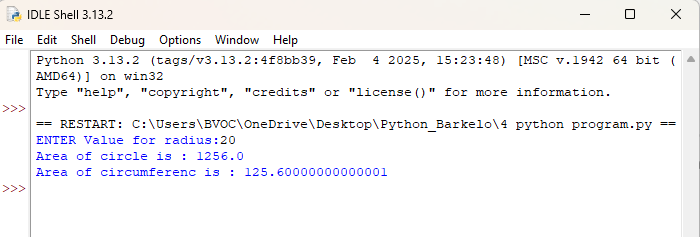 IDLE Shell 3.13.2
File Edit Shell Debug Options Window Help
Python 3.13.2 (tags/v3.13.2:4f8bb39, Feb  4 2025, 15:23:48) [MSC v.1942 64 bit (
AMD64)] on win32
Type "help", "copyright", "credits" or "license()" for more information.
>>>
== RESTART: C:\Users\BVOC\OneDrive\Desktop\Python_Barkelo\4 python program.py ==
ENTER Value for radius:20
Area of circle is : 1256.0
Area of circumferenc is : 125.60000000000001
>>>